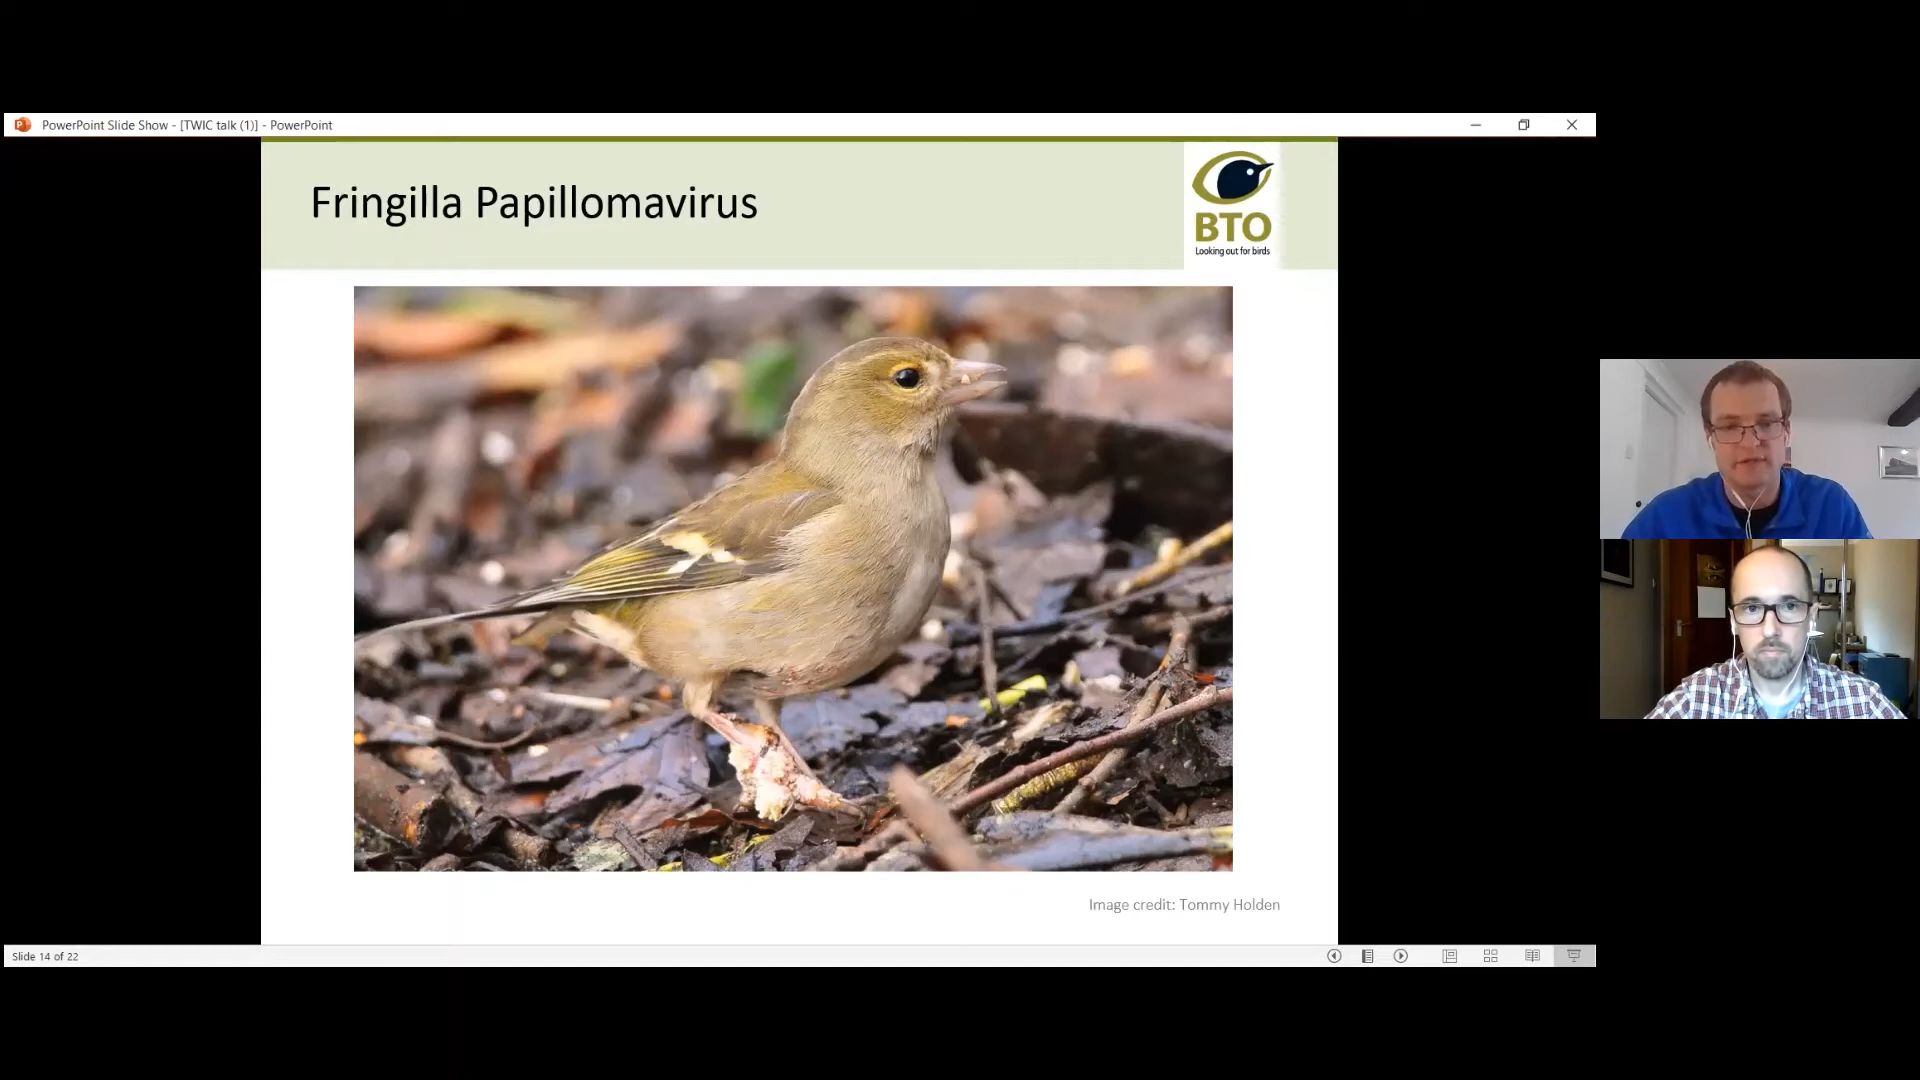 PowerPoint Slide Show - [TWIC talk (1)] - PowerPoint
Fringilla Papillomavirus
BTO
Looking out for birds
Image credit: Tommy Holden
Slide 14 of 22